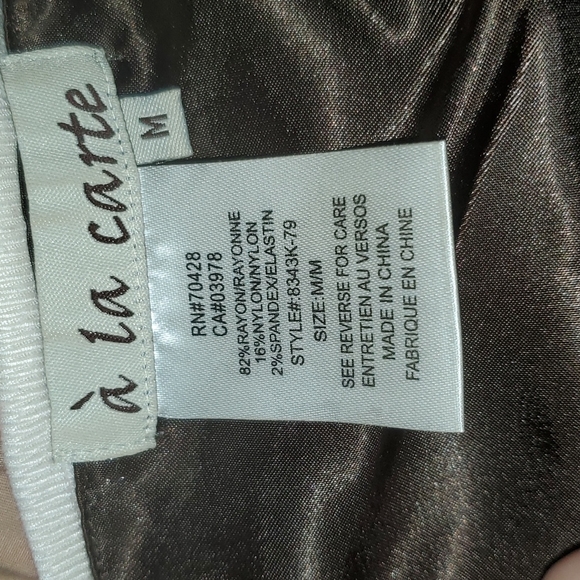 à la carte
M
RN#70428
CA#03978
82%RAYON/RAYONNE
16%NYLON/NYLON
2%SPANDEX/ELASTIN
STYLE#:8343K-79
SIZE:M/M
SEE REVERSE FOR CARE
ENTRETIEN AU VERSOS
MADE IN CHINA
FABRIQUE EN CHINE